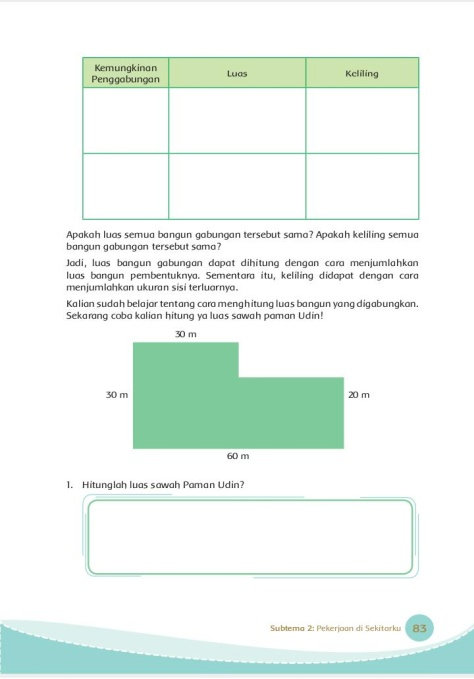 Kemungkinan
Penggabungan
Luas
Keliling
Apakah luas semua bangun gabungan tersebut sama? Apakah keliling semua
bangun gabungan tersebut sama?
Jadi, luas bangun gabungan dapat dihitung dengan cara menjumlahkan
luas bangun pembentuknya. Sementara itu, keliling didapat dengan cara
menjumlahkan ukuran sisi terluarnya.
Kalian sudah belajar tentang cara menghitung luas bangun yang digabungkan.
Sekarang coba kalian hitung ya luas sawah paman Udin!
30 m
30 m
20 m
60 m
1. Hitunglah luas sawah Paman Udin?
Subtema 2: Pekerjaan di Sekitarku
83